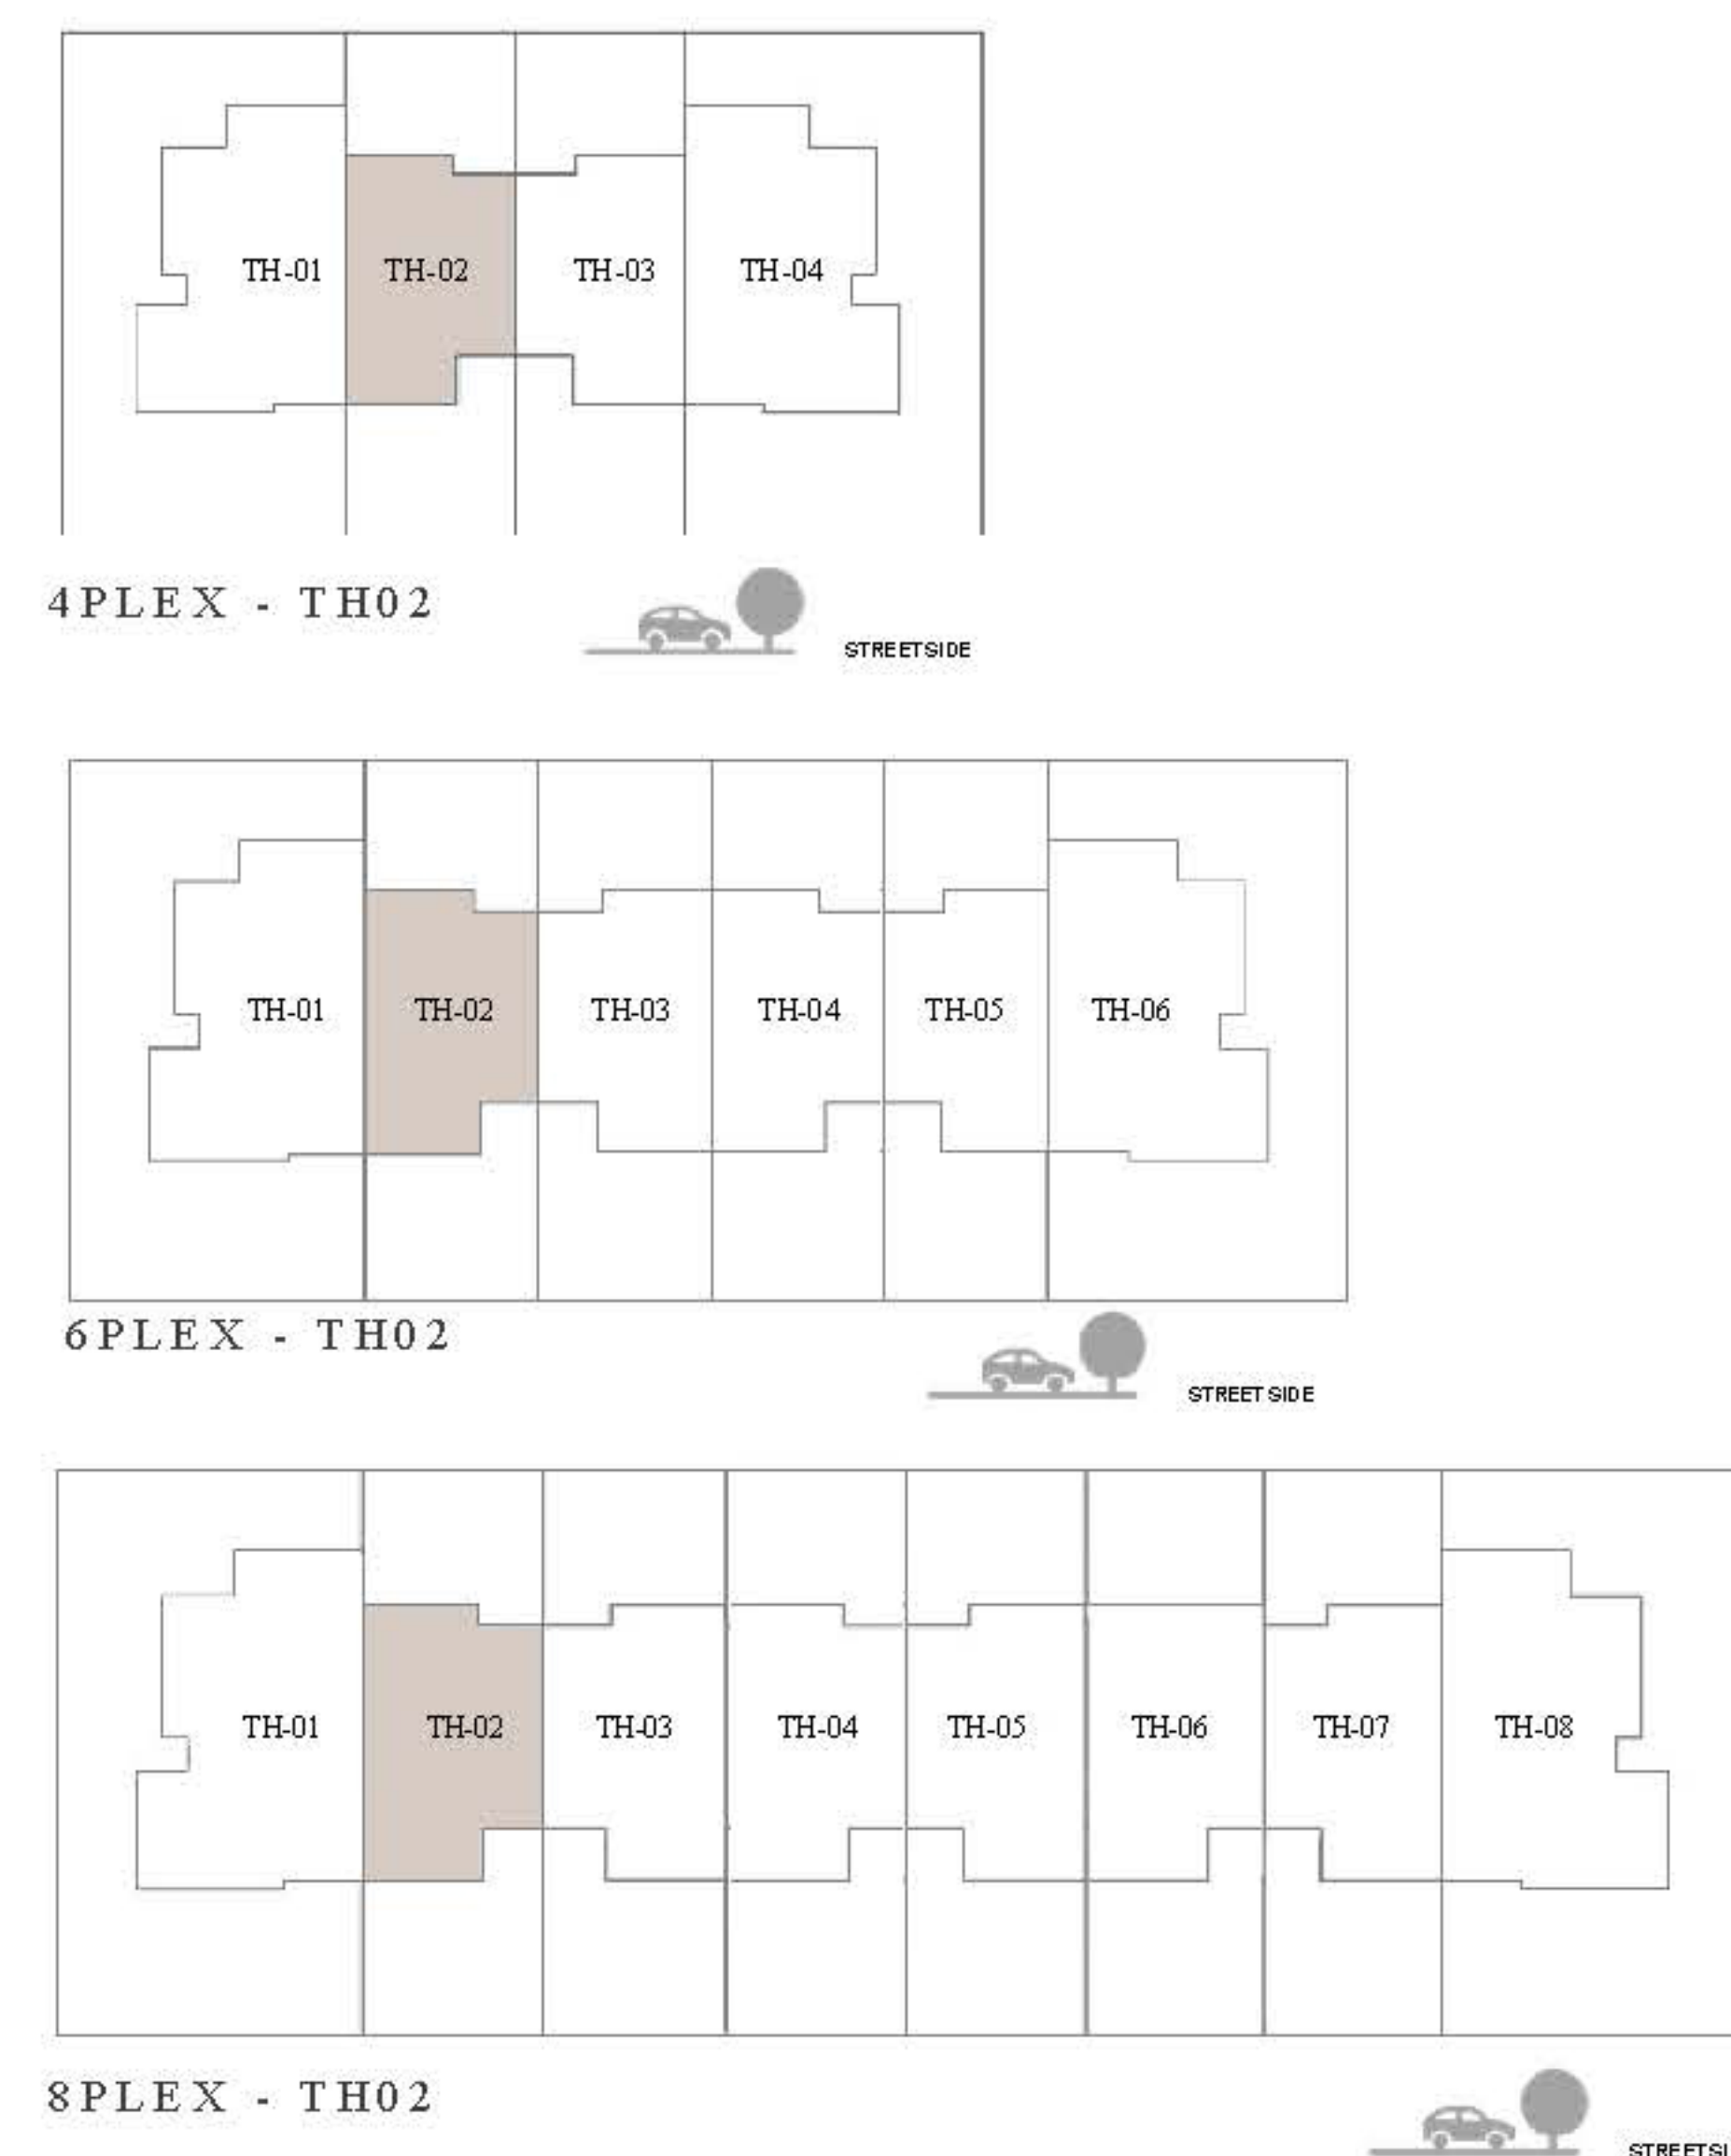 TH-01 TH-02 TH-03 TH-04
4PLEX - TH02
STREETSIDE
TH-01 TH-02 TH-03 TH-04 TH-05 TH-06
6PLEX - TH02
STREETSIDE
TH-01 TH-02 TH-03 TH-04 TH-05 TH-06 TH-07 TH-08
8PLEX - TH02
STREETSI